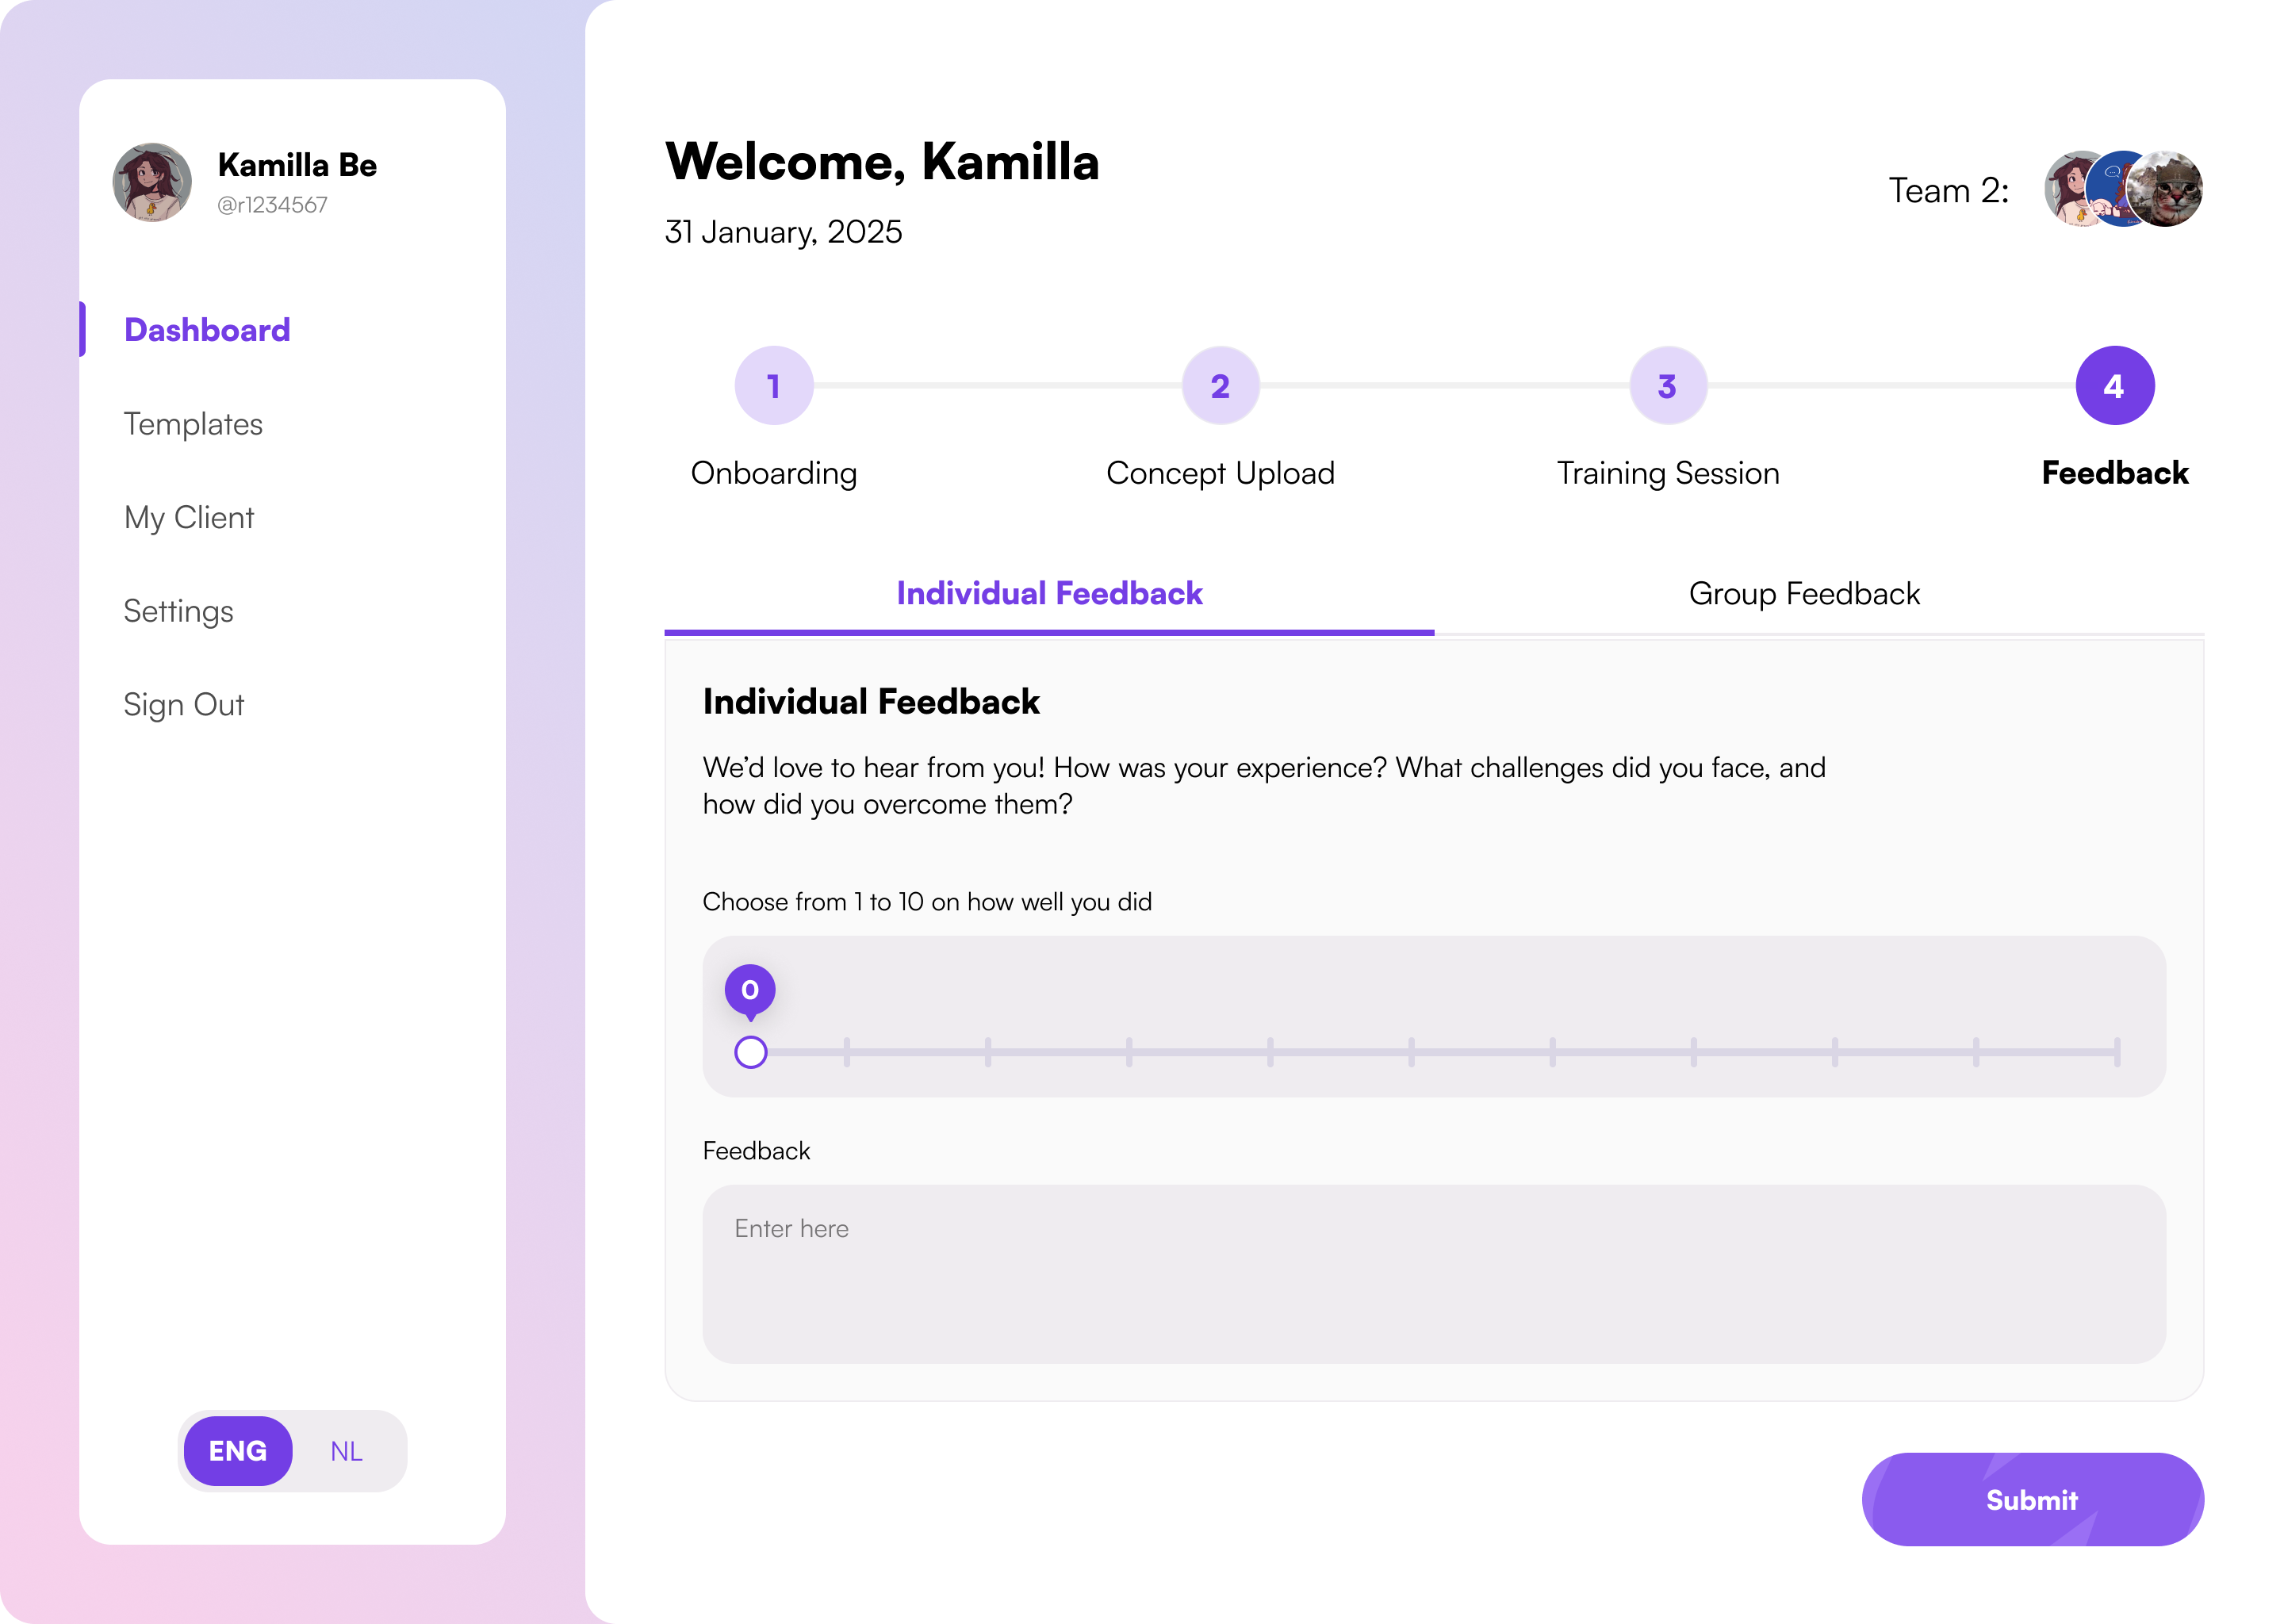 Kamilla Be
@r1234567
Dashboard
Templates
My Client
Settings
Sign Out
ENG
NL
Welcome, Kamilla
31 January, 2025
Team 2:
1
2
3
4
Onboarding
Concept Upload
Training Session
Feedback
Individual Feedback
Group Feedback
Individual Feedback
We’d love to hear from you! How was your experience? What challenges did you face, and
how did you overcome them?
Choose from 1 to 10 on how well you did
0
Feedback
Enter here
Submit